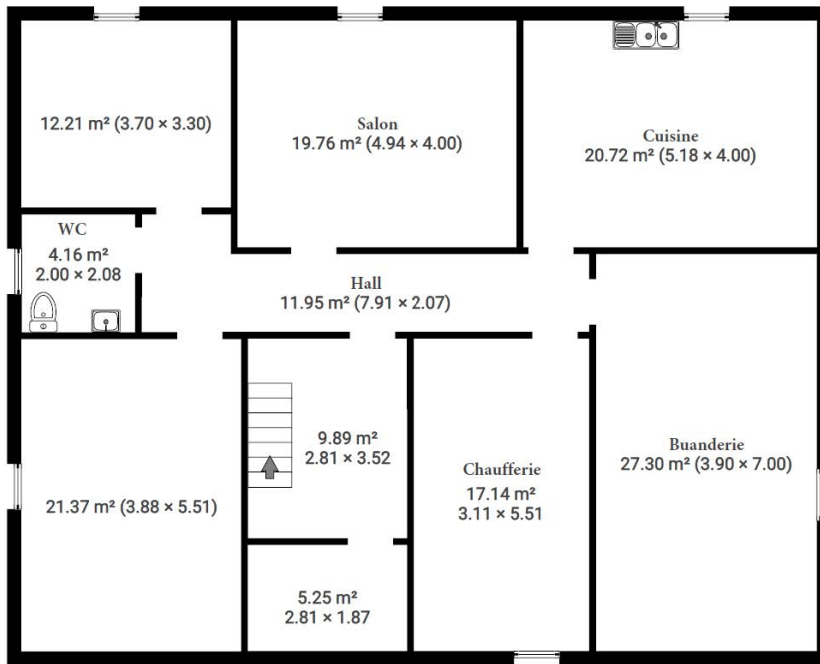 12.21 m² (3.70 × 3.30)
Salon
19.76 m² (4.94 × 4.00)
Cuisine
20.72 m² (5.18 × 4.00)
WC
4.16 m²
2.00 × 2.08
Hall
11.95 m² (7.91 × 2.07)
21.37 m² (3.88 × 5.51)
9.89 m²
2.81 × 3.52
5.25 m²
2.81 × 1.87
Chaufferie
17.14 m²
3.11 × 5.51
Buanderie
27.30 m² (3.90 × 7.00)